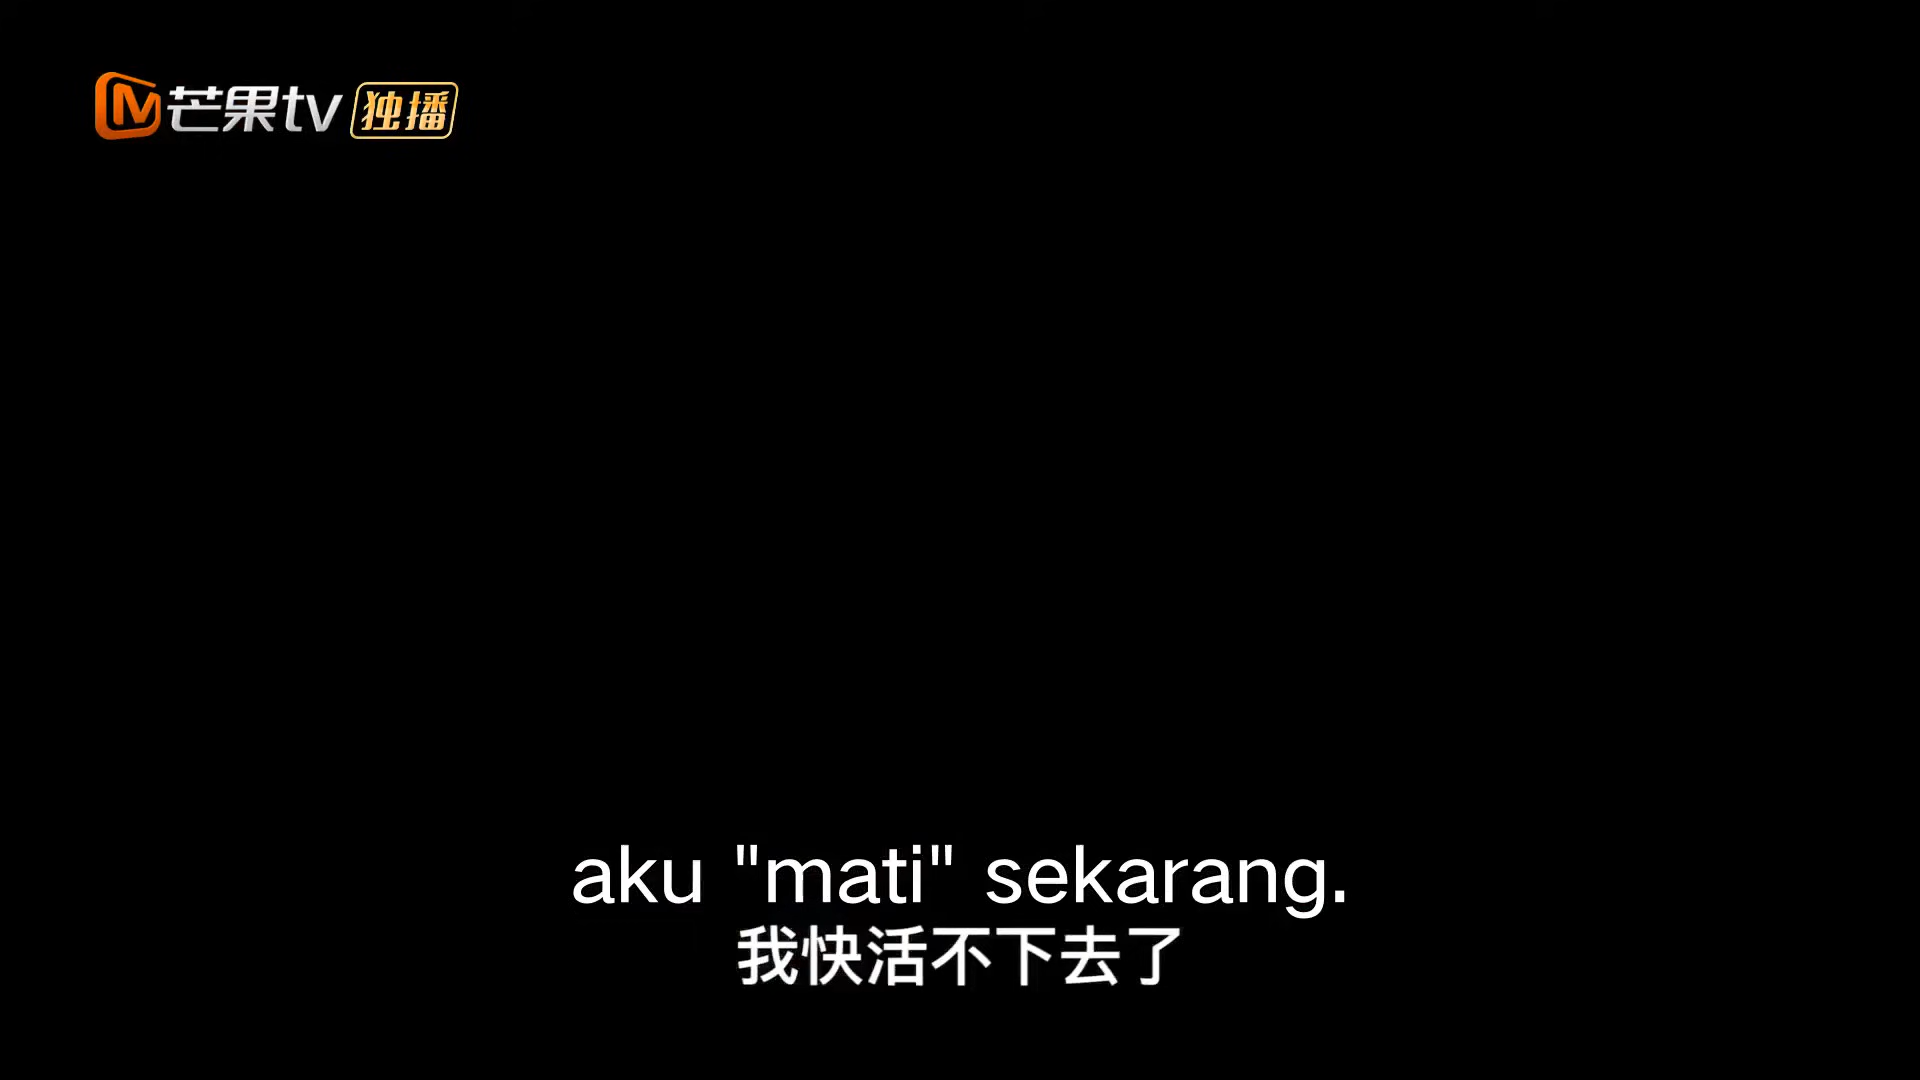 芒果tv 独播
aku "mati" sekarang.
我快活不下去了